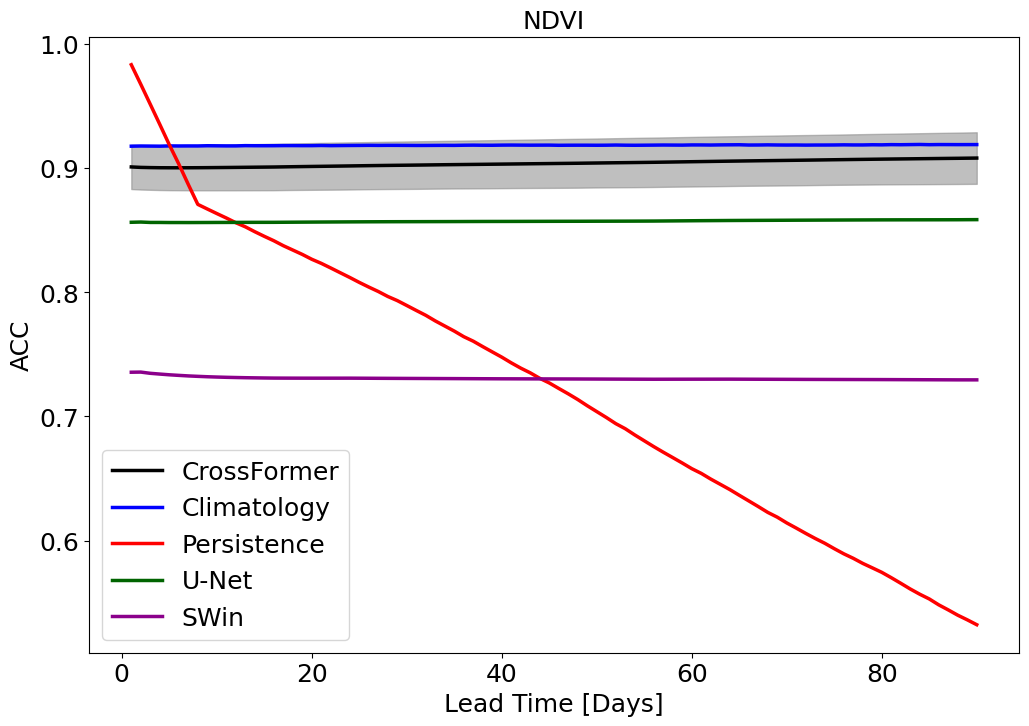 NDVI
1.0
0.9
0.8
0.7
0.6
ACC
CrossFormer
Climatology
Persistence
U-Net
SWin
0 20 40 60 80
Lead Time [Days]